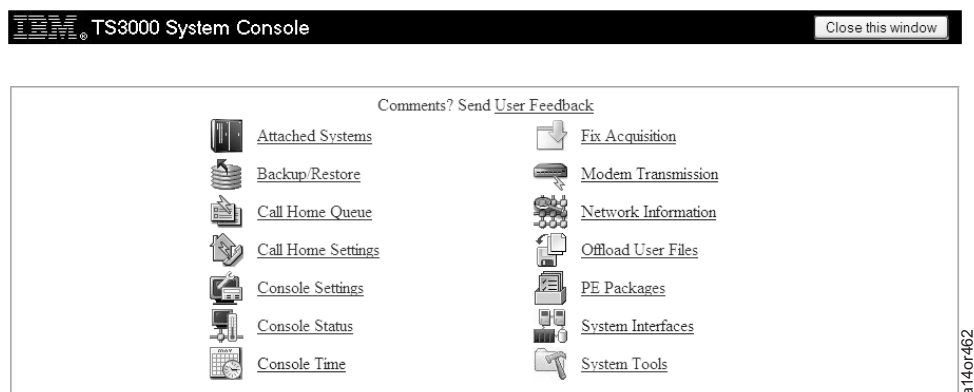 IBM® TS3000 System Console
Close this window
Comments? Send User Feedback
Attached Systems
Backup/Restore
Call Home Queue
Call Home Settings
Console Settings
Console Status
Console Time
Fix Acquisition
Modem Transmission
Network Information
Offload User Files
PE Packages
System Interfaces
System Tools
MAY
a14or462